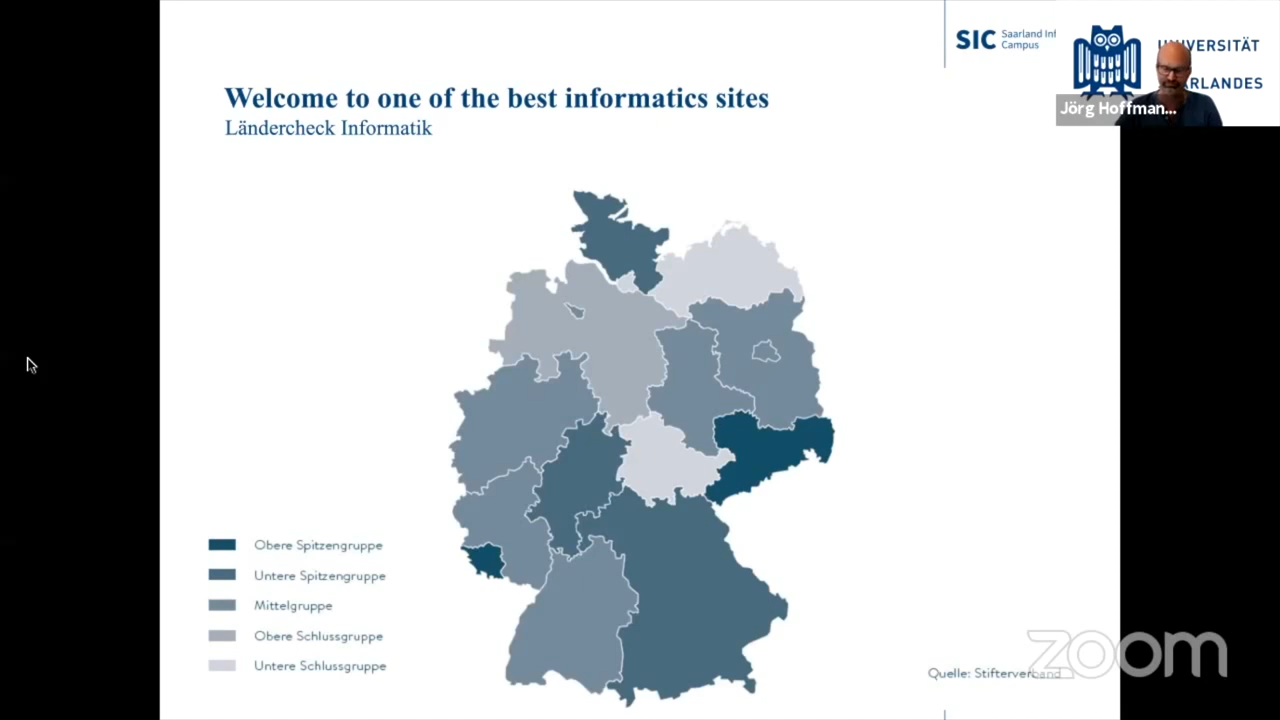 SIC Saarland Inf
Campus
UNIVERSITÄT
ARLANDES
Jörg Hoffman...
Welcome to one of the best informatics sites
Ländercheck Informatik
Obere Spitzengruppe
Untere Spitzengruppe
Mittelgruppe
Obere Schlussgruppe
Untere Schlussgruppe
Quelle: Stifterverband
zoom